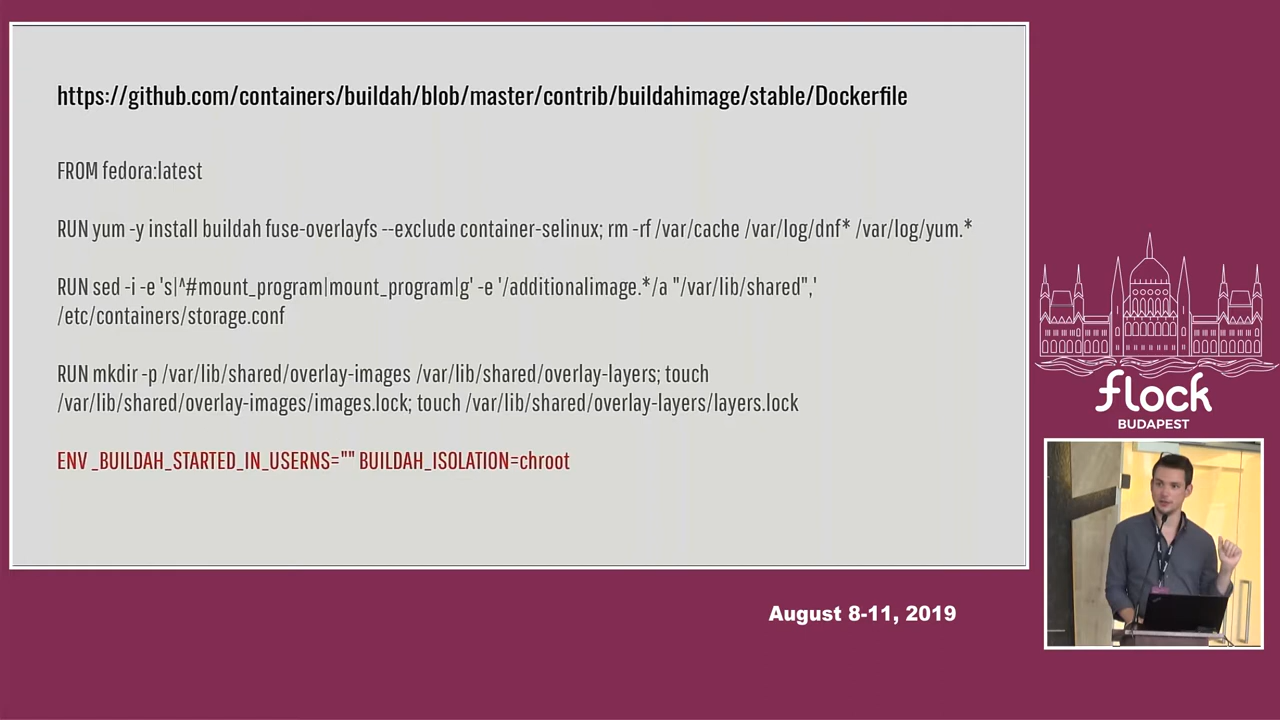 https://github.com/containers/buildah/blob/master/contrib/buildahimage/stable/Dockerfile
FROM fedora:latest
RUN yum -y install buildah fuse-overlayfs --exclude container-selinux; rm -rf /var/cache /var/log/dnf* /var/log/yum.*
RUN sed -i -e 's|^#mount_program|mount_program|g' -e '/additionalimage.*/a "/var/lib/shared",'
/etc/containers/storage.conf
RUN mkdir -p /var/lib/shared/overlay-images /var/lib/shared/overlay-layers; touch
/var/lib/shared/overlay-images/images.lock; touch /var/lib/shared/overlay-layers/layers.lock
ENV _BUILDAH_STARTED_IN_USERNS="" BUILDAH_ISOLATION=chroot
flock
BUDAPEST
August 8-11, 2019